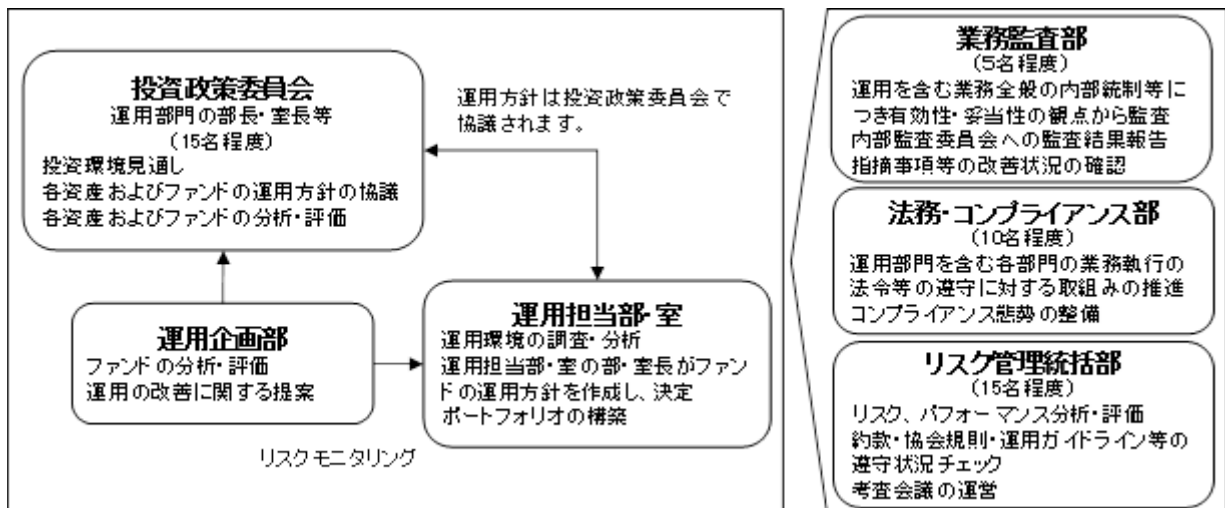 投資政策委員会
運用部門の部長・室長等
(15名程度)
投資環境見通し
各資産およびファンドの運用方針の協議
各資産およびファンドの分析・評価
運用方針は投資政策委員会で
協議されます。
運用企画部
ファンドの分析・評価
運用の改善に関する提案
運用担当部・室
運用環境の調査・分析
運用担当部・室の部・室長がファン
ドの運用方針を作成し、決定
ポートフォリオの構築
リスクモニタリング
業務監査部
(5名程度)
運用を含む業務全般の内部統制等に
つき有効性・妥当性の観点から監査
内部監査委員会への監査結果報告
指摘事項等の改善状況の確認
法務・コンプライアンス部
(10名程度)
運用部門を含む各部門の業務執行の
法令等の遵守に対する取組みの推進
コンプライアンス態勢の整備
リスク管理統括部
(15名程度)
リスク、パフォーマンス分析・評価
約款・協会規則・運用ガイドライン等の
遵守状況チェック
考査会議の運営